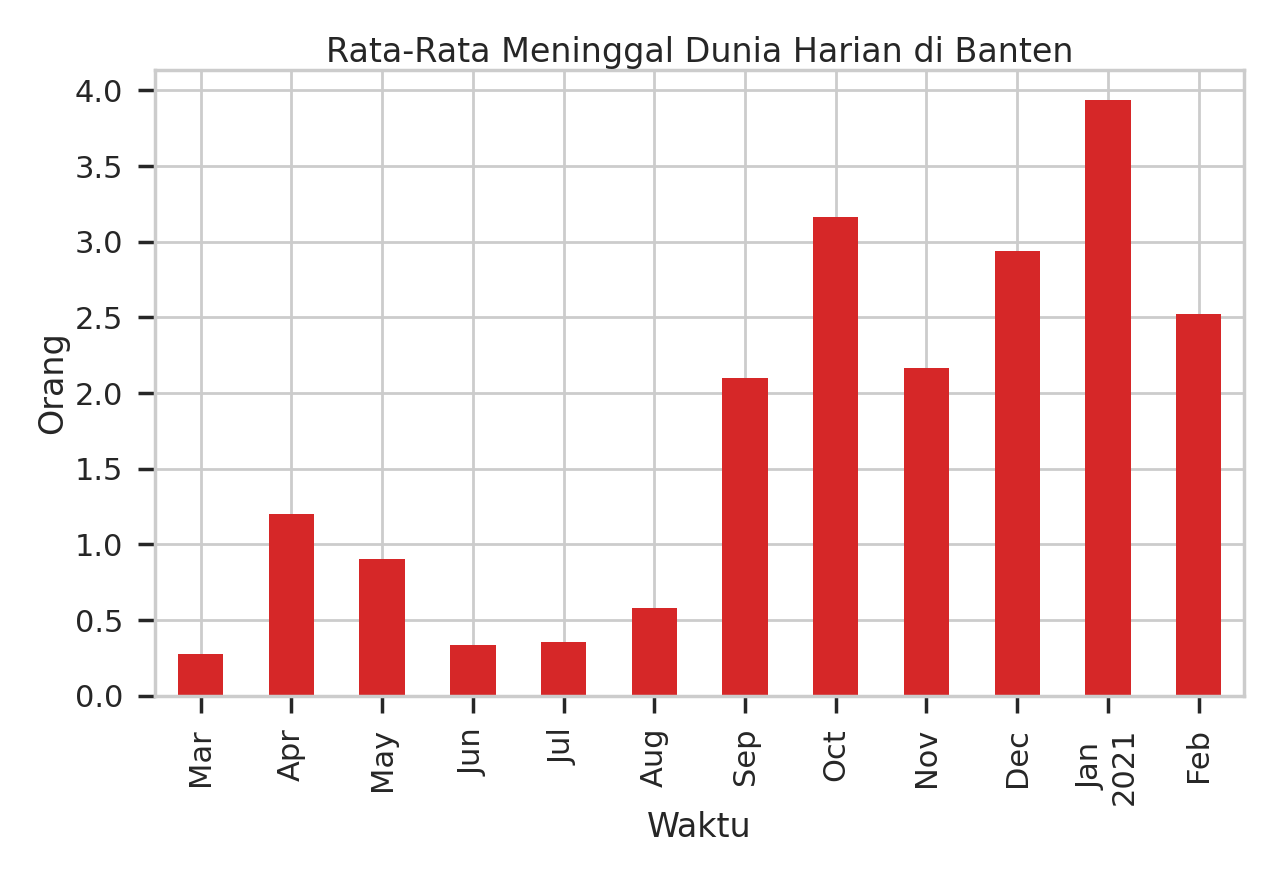 Rata-Rata Meninggal Dunia Harian di Banten
4.0
3.5
3.0
2.5
2.0
1.5
1.0
0.5
0.0
Orang
Mar
Apr
May
Jun
Jul
Aug
Sep
Oct
Nov
Dec
Jan
2021
Feb
Waktu